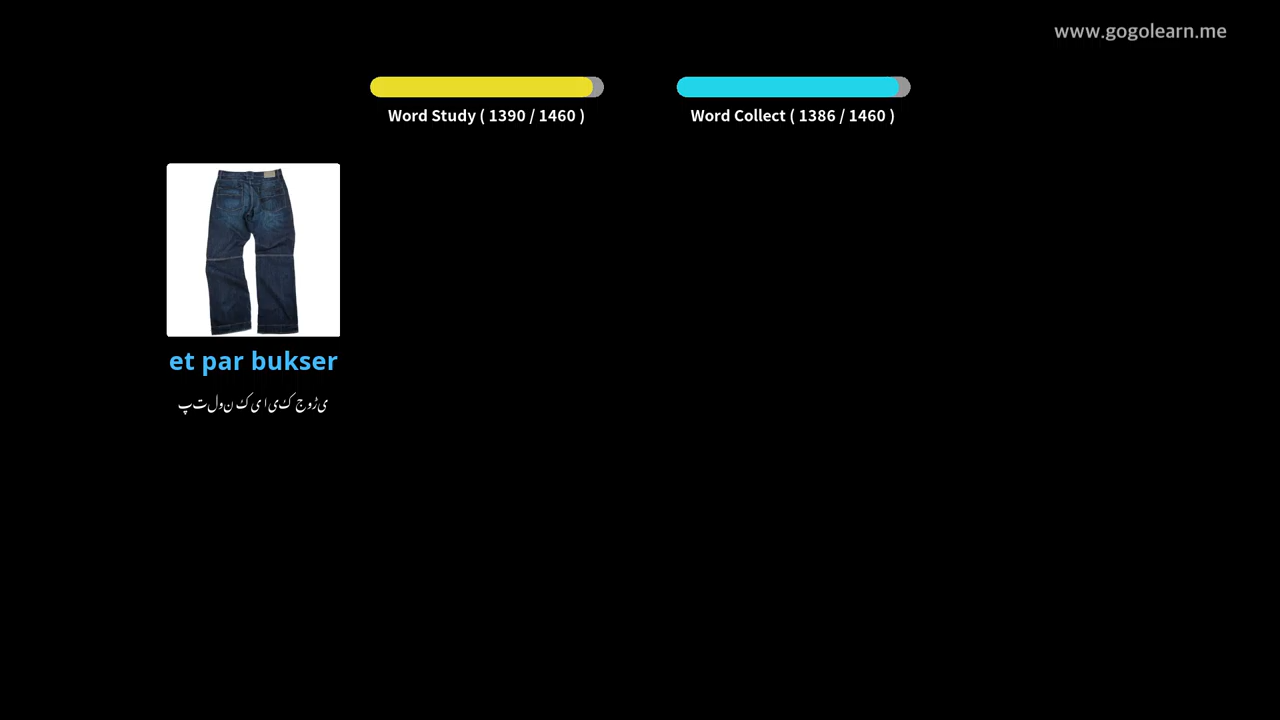 www.gogolearn.me
Word Study ( 1390 / 1460 )
Word Collect ( 1386 / 1460 )
et par bukser
پتلون کی ایک جوڑی